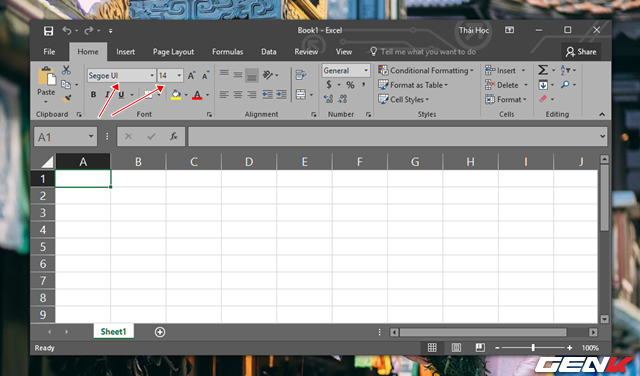 Book1 - Excel
Thái Học
File Home Insert Page Layout Formulas Data Review View Tell me what you want to do Share
Paste
Clipboard
Segoe UI 14
B I U
Font
Alignment
General
$ % ,
Number
Conditional Formatting
Format as Table
Cell Styles
Styles
Insert
Delete
Format
Cells
Editing
A1 fx
A B C D E F G H I J
1
2
3
4
5
6
7
8
9
Sheet1
Ready 100%
GENK